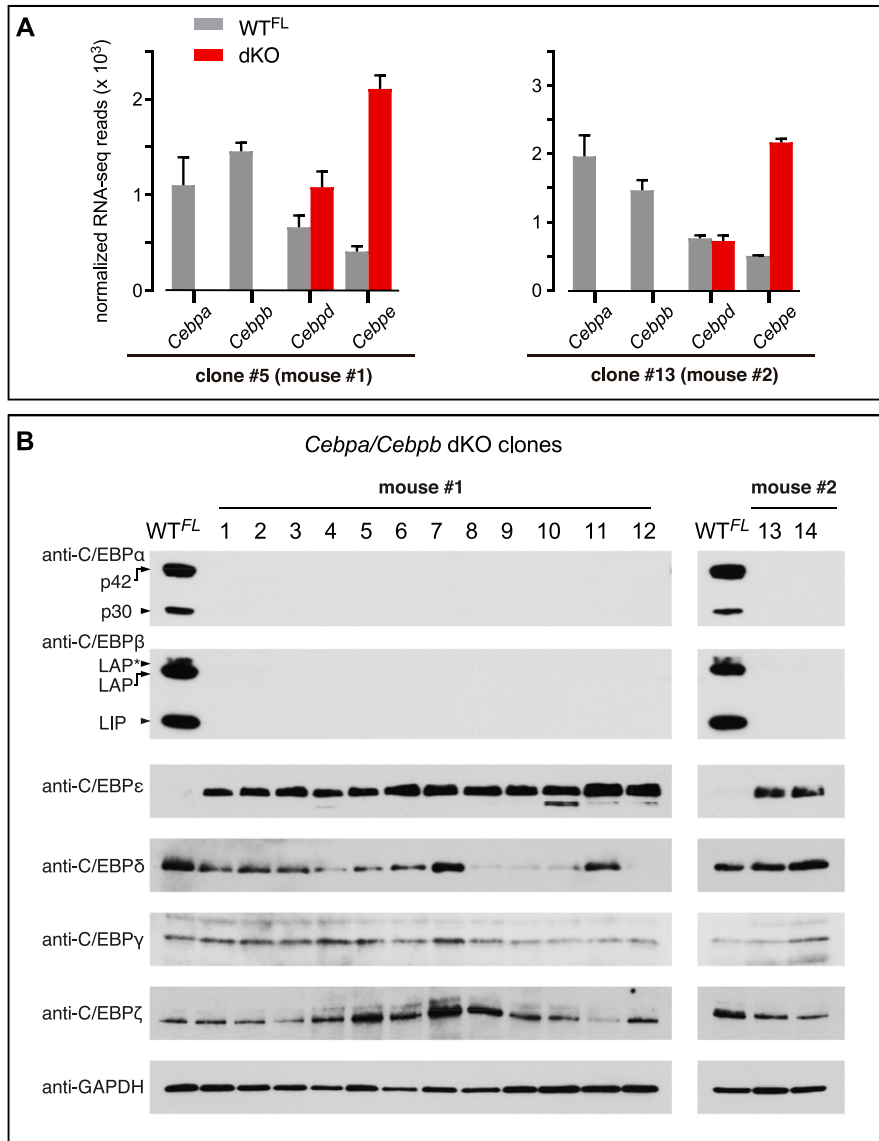 A
WTFL
dKO
normalized RNA-seq reads (x 10³)
2
1
0
Cebpa
Cebpb
Cebpd
Cebpe
clone #5 (mouse #1)
3
2
1
0
Cebpa
Cebpb
Cebpd
Cebpe
clone #13 (mouse #2)
B
Cebpa/Cebpb dKO clones
mouse #1
mouse #2
WTFL 1 2 3 4 5 6 7 8 9 10 11 12
WTFL 13 14
anti-C/EBPα
p42
p30
anti-C/EBPβ
LAP*
LAP
LIP
anti-C/EBPε
anti-C/EBPδ
anti-C/EBPγ
anti-C/EBPζ
anti-GAPDH